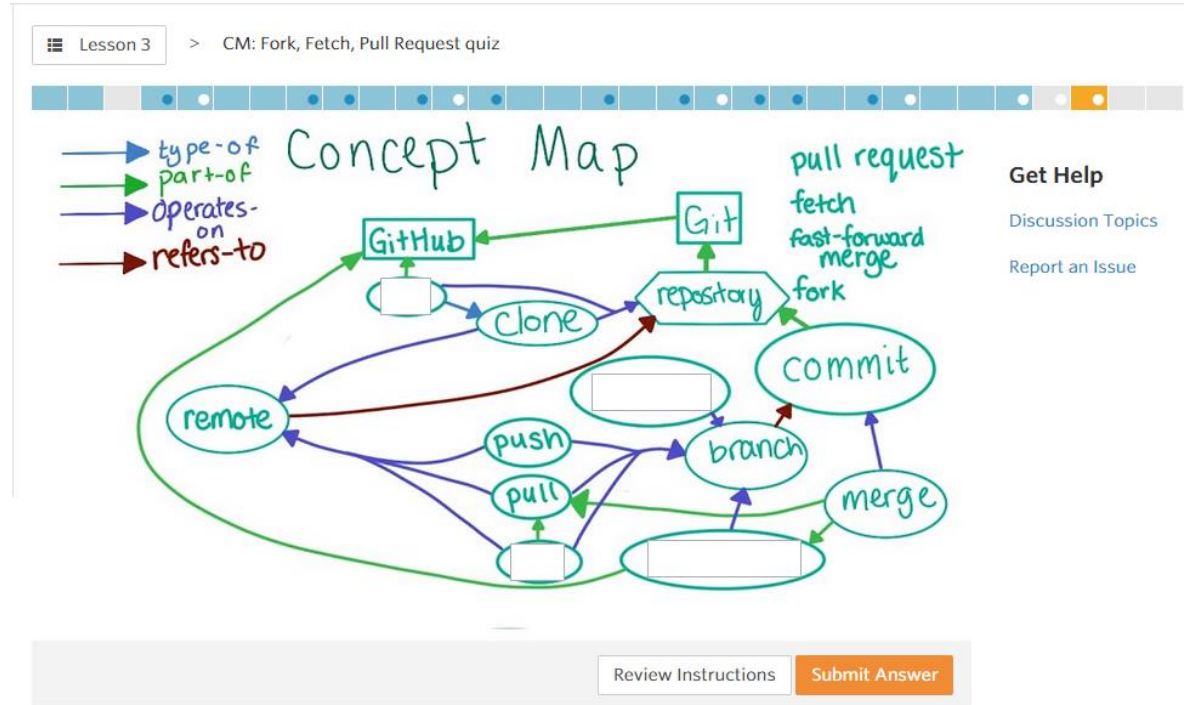 Lesson 3 > CM: Fork, Fetch, Pull Request quiz
type-of
part-of
operates-
on
refers-to
Concept Map
pull request
fetch
fast-forward
merge
fork
Git
GitHub
repository
clone
commit
remote
push
branch
pull
merge
Get Help
Discussion Topics
Report an Issue
Review Instructions
Submit Answer